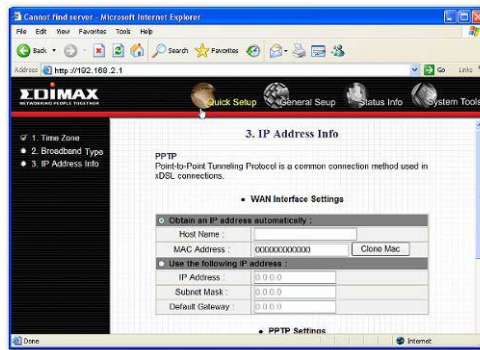 Cannot find server - Microsoft Internet Explorer
File Edit View Favorites Tools Help
Back Search Favorites
Address http://192.168.2.1 Go Links
EDIMAX
NETWORKING PEOPLE TOGETHER
Quick Setup General Seup Status Info System Tools
1. Time Zone
2. Broadband Type
3. IP Address Info
3. IP Address Info
PPTP
Point-to-Point Tunneling Protocol is a common connection method used in
xDSL connections.
WAN Interface Settings
Obtain an IP address automatically :
Host Name :
MAC Address : 000000000000 Clone Mac
Use the following IP address :
IP Address : 0.0.0.0
Subnet Mask : 0.0.0.0
Default Gateway : 0.0.0.0
PPTP Settings
Done Internet